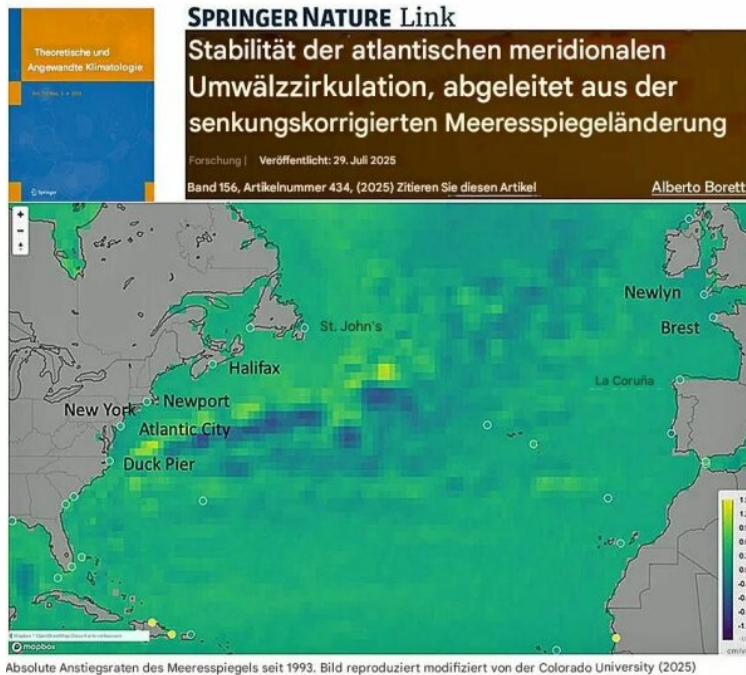 SPRINGER NATURE Link
Theoretische und
Angewandte Klimatologie
Springer
Stabilität der atlantischen meridionalen
Umwälzzirkulation, abgeleitet aus der
senkungskorrigierten Meeresspiegeländerung
Forschung | Veröffentlicht: 29. Juli 2025
Band 156, Artikelnummer 434, (2025) Zitieren Sie diesen Artikel
Alberto Borett
Newlyn
St. John's
Brest
Halifax
La Coruña
New York
Newport
Atlantic City
Duck Pier
mapbox
Absolute Anstiegsraten des Meeresspiegels seit 1993. Bild reproduziert modifiziert von der Colorado University (2025)